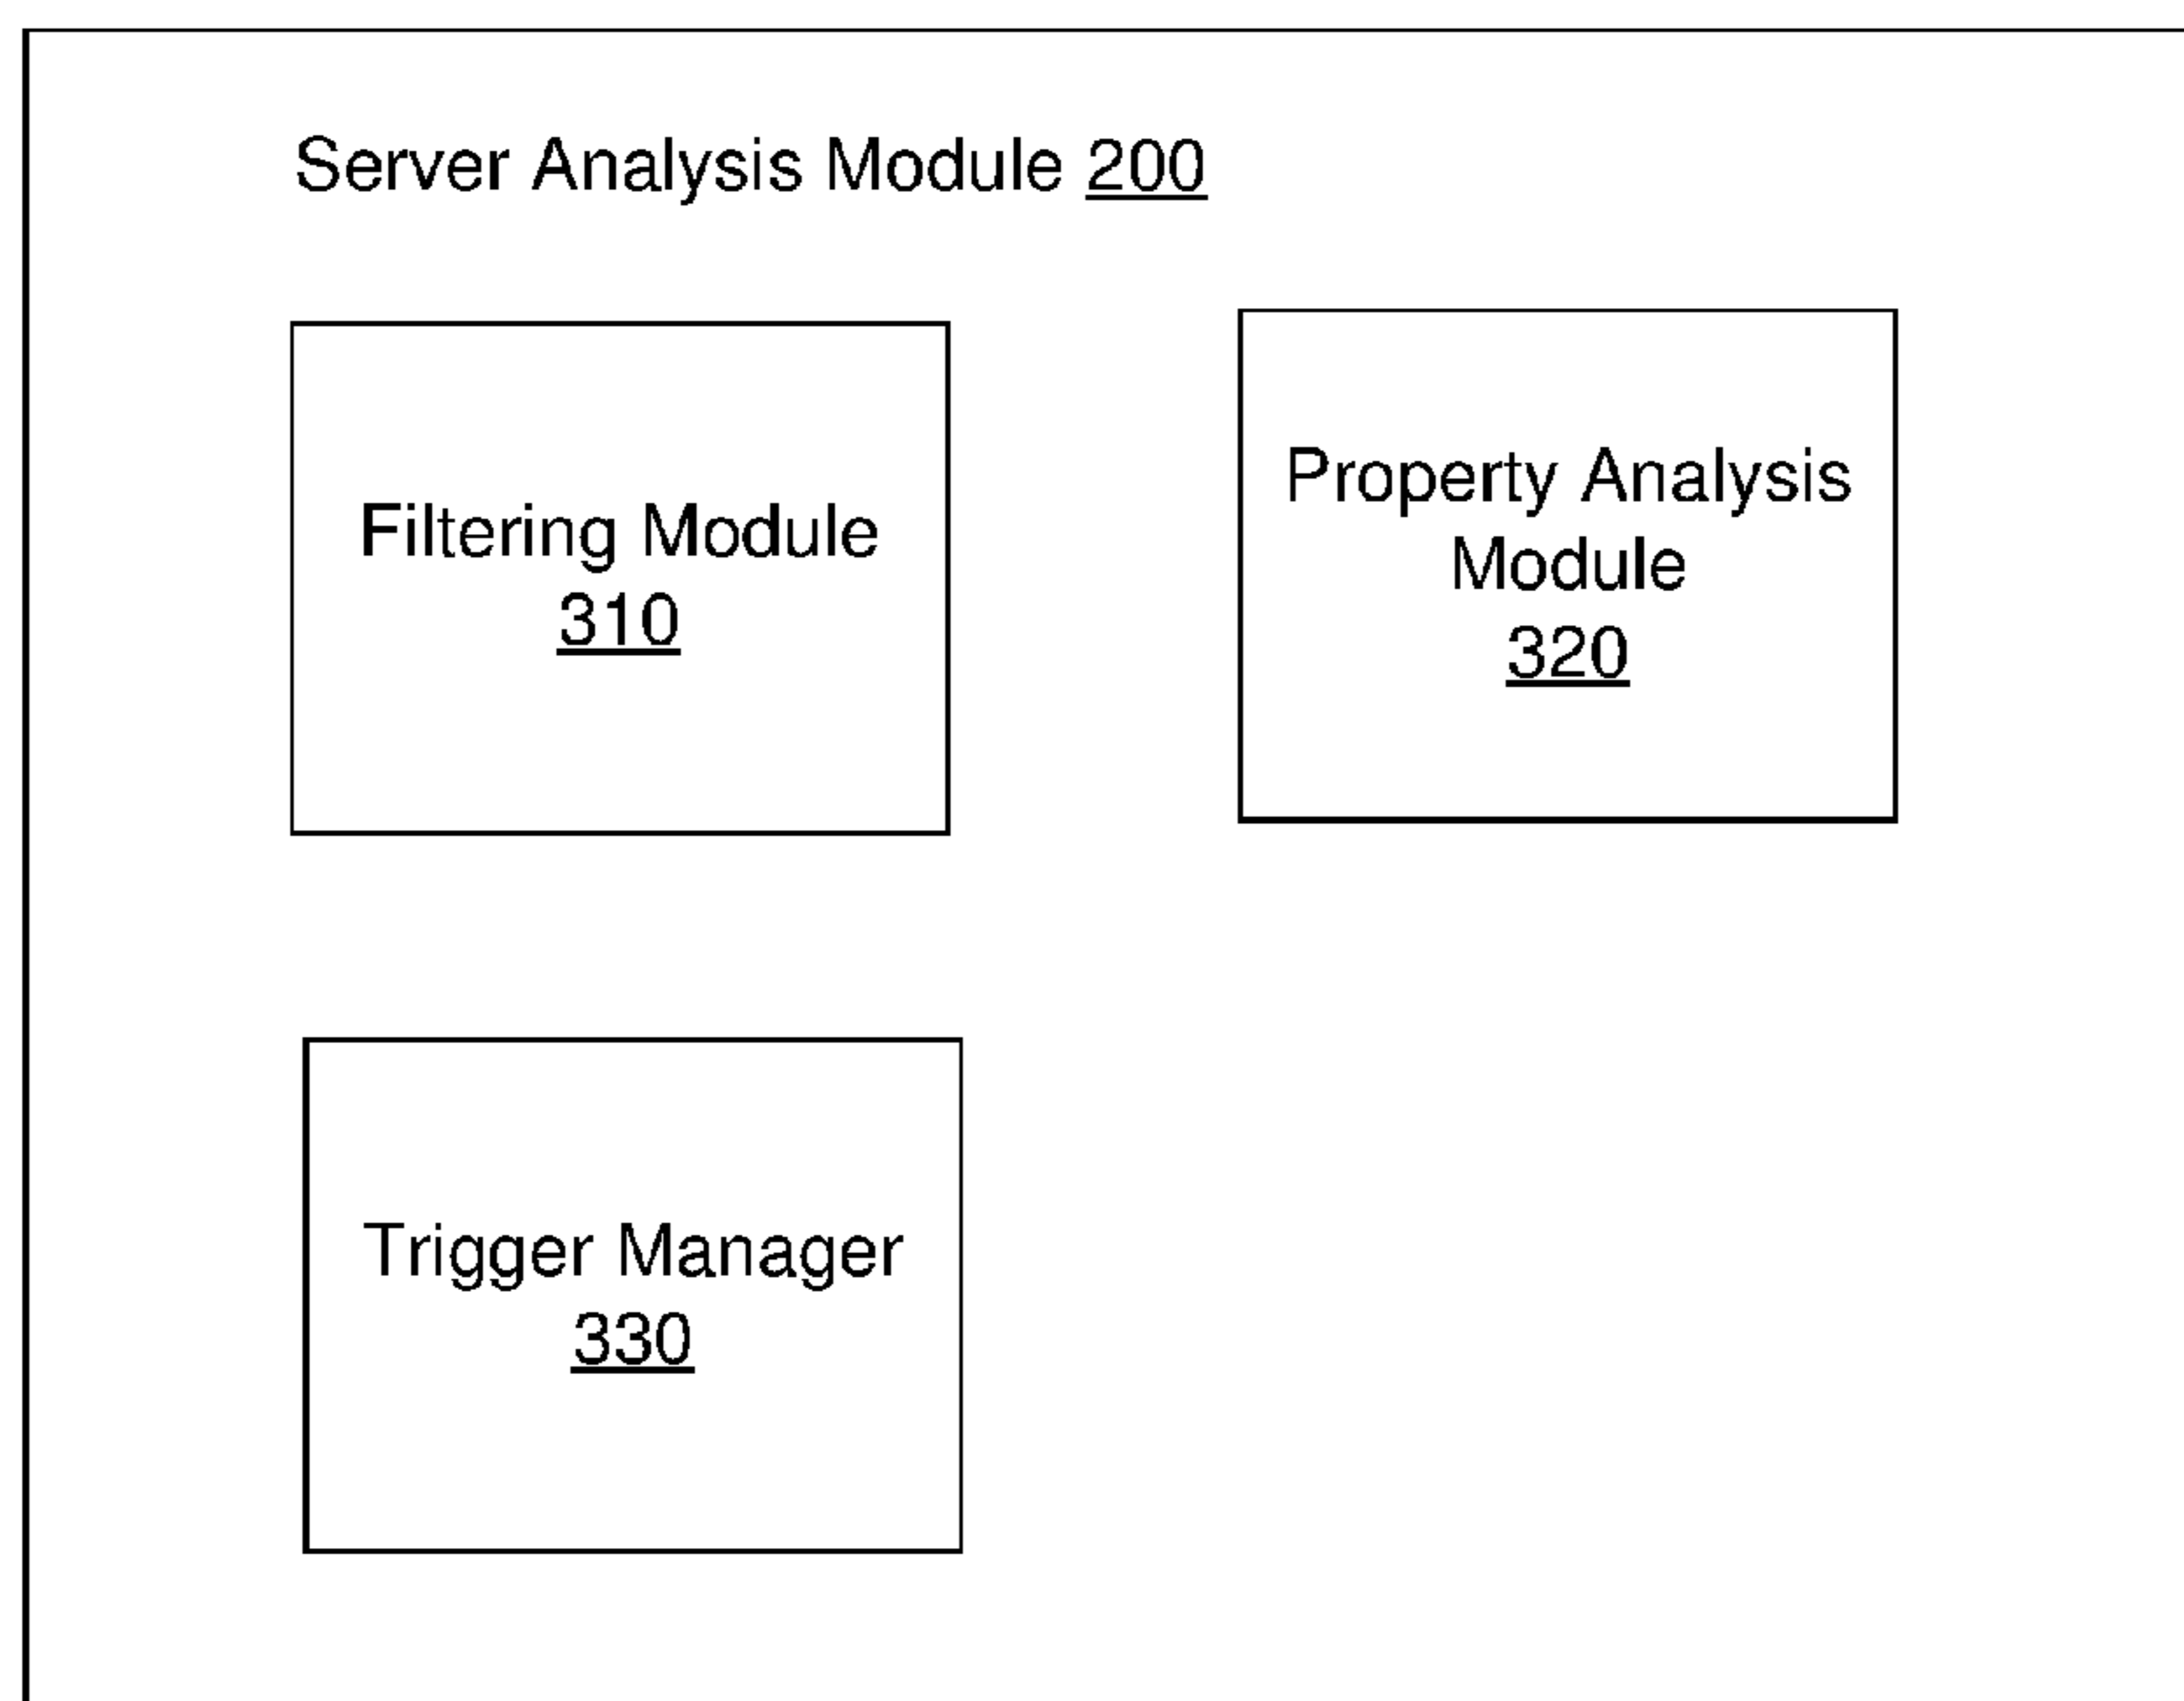 Server Analysis Module 200
Filtering Module
310
Property Analysis
Module
320
Trigger Manager
330